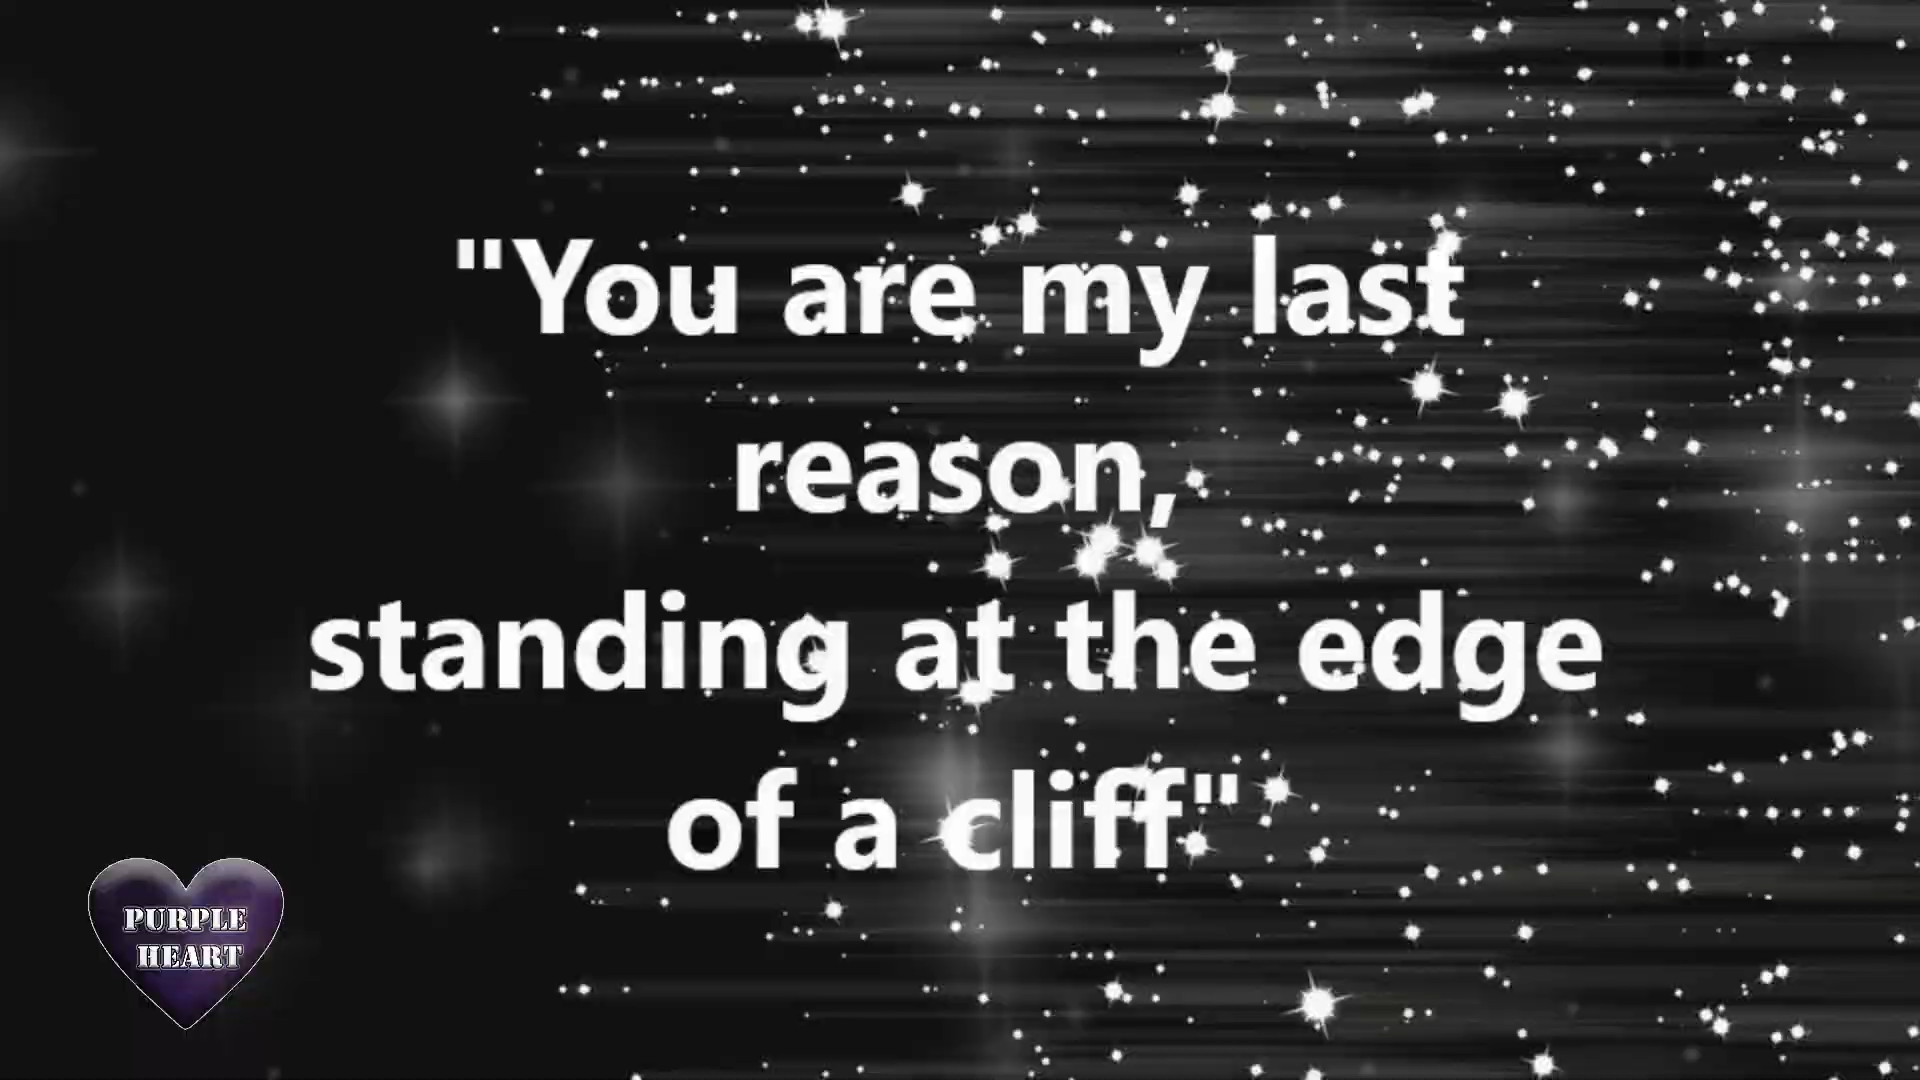 "You are my last
reason,
standing at the edge
of a cliff"
PURPLE
HEART